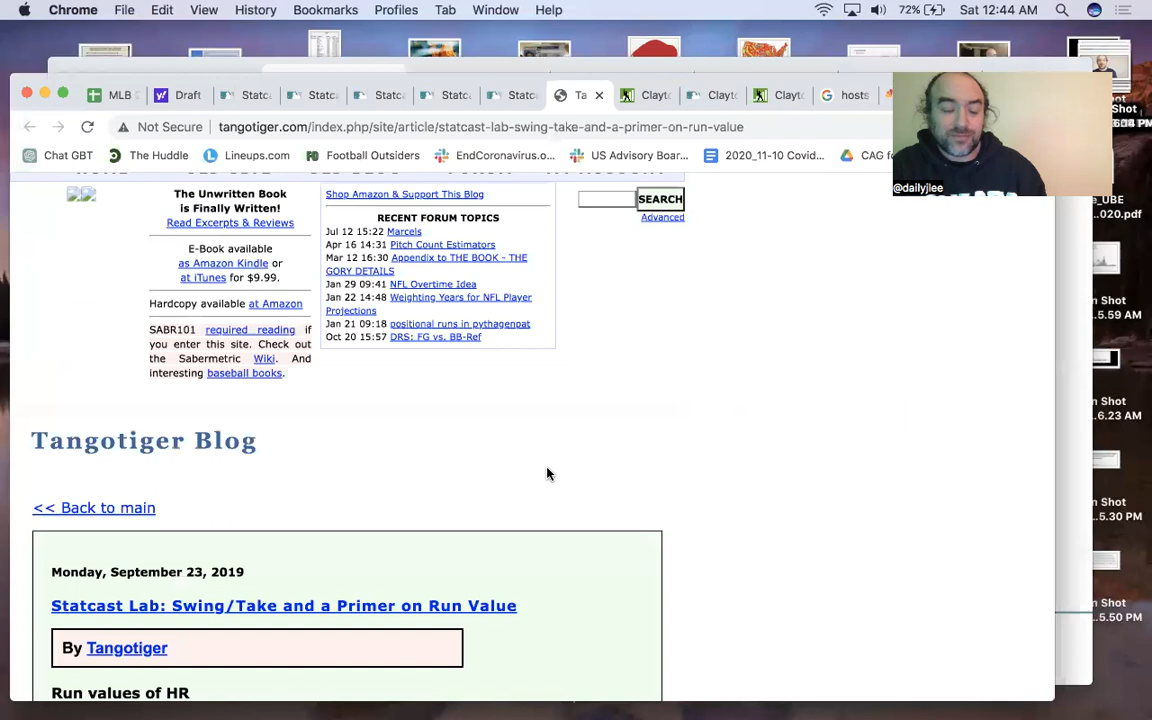 Chrome File Edit View History Bookmarks Profiles Tab Window Help 72% Sat 12:44 AM
MLB Draft Statc Statc Statc Statc Statc Ta Clayt Clayt Clayt hosts
Not Secure tangotiger.com/index.php/site/article/statcast-lab-swing-take-and-a-primer-on-run-value
Chat GBT The Huddle Lineups.com Football Outsiders EndCoronavirus.o... US Advisory Boar... 2020_11-10 Covid... CAG fo
@dailyjlee
The Unwritten Book
is Finally Written!
Read Excerpts & Reviews
E-Book available
as Amazon Kindle or
at iTunes for $9.99.
Hardcopy available at Amazon
SABR101 required reading if
you enter this site. Check out
the Sabermetric Wiki. And
interesting baseball books.
Shop Amazon & Support This Blog
RECENT FORUM TOPICS
Jul 12 15:22 Marcels
Apr 16 14:31 Pitch Count Estimators
Mar 12 16:30 Appendix to THE BOOK - THE
GORY DETAILS
Jan 29 09:41 NFL Overtime Idea
Jan 22 14:48 Weighting Years for NFL Player
Projections
Jan 21 09:18 positional runs in pythagenpat
Oct 20 15:57 DRS: FG vs. BB-Ref
SEARCH
Advanced
Tangotiger Blog
<< Back to main
Monday, September 23, 2019
Statcast Lab: Swing/Take and a Primer on Run Value
By Tangotiger
Run values of HR
n Shot
_UBE
...020.pdf
n Shot
...5.59 AM
n Shot
...6.23 AM
n Shot
...5.30 PM
n Shot
...5.50 PM